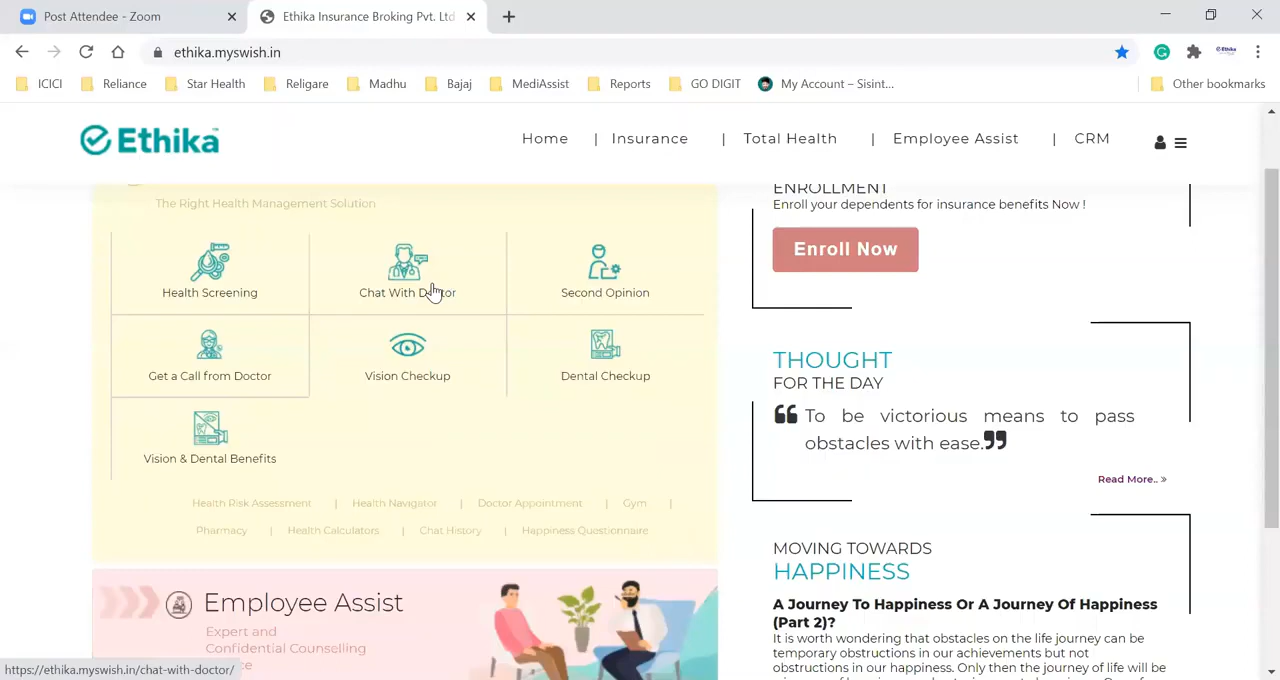 Post Attendee - Zoom
Ethika Insurance Broking Pvt. Ltd
ethika.myswish.in
ICICI
Reliance
Star Health
Religare
Madhu
Bajaj
MediAssist
Reports
GO DIGIT
My Account – Sisint...
Other bookmarks
Ethika
Home | Insurance | Total Health | Employee Assist | CRM
The Right Health Management Solution
Health Screening
Chat With Doctor
Second Opinion
Get a Call from Doctor
Vision Checkup
Dental Checkup
Vision & Dental Benefits
Health Risk Assessment | Health Navigator | Doctor Appointment | Gym |
Pharmacy | Health Calculators | Chat History | Happiness Questionnaire
Employee Assist
Expert and
Confidential Counselling
ENROLLMENT
Enroll your dependents for insurance benefits Now !
Enroll Now
THOUGHT
FOR THE DAY
“ To be victorious means to pass
obstacles with ease.”
Read More.. »
MOVING TOWARDS
HAPPINESS
A Journey To Happiness Or A Journey Of Happiness
(Part 2)?
It is worth wondering that obstacles on the life journey can be
temporary obstructions in our achievements but not
obstructions in our happiness. Only then the journey of life will be
https://ethika.myswish.in/chat-with-doctor/